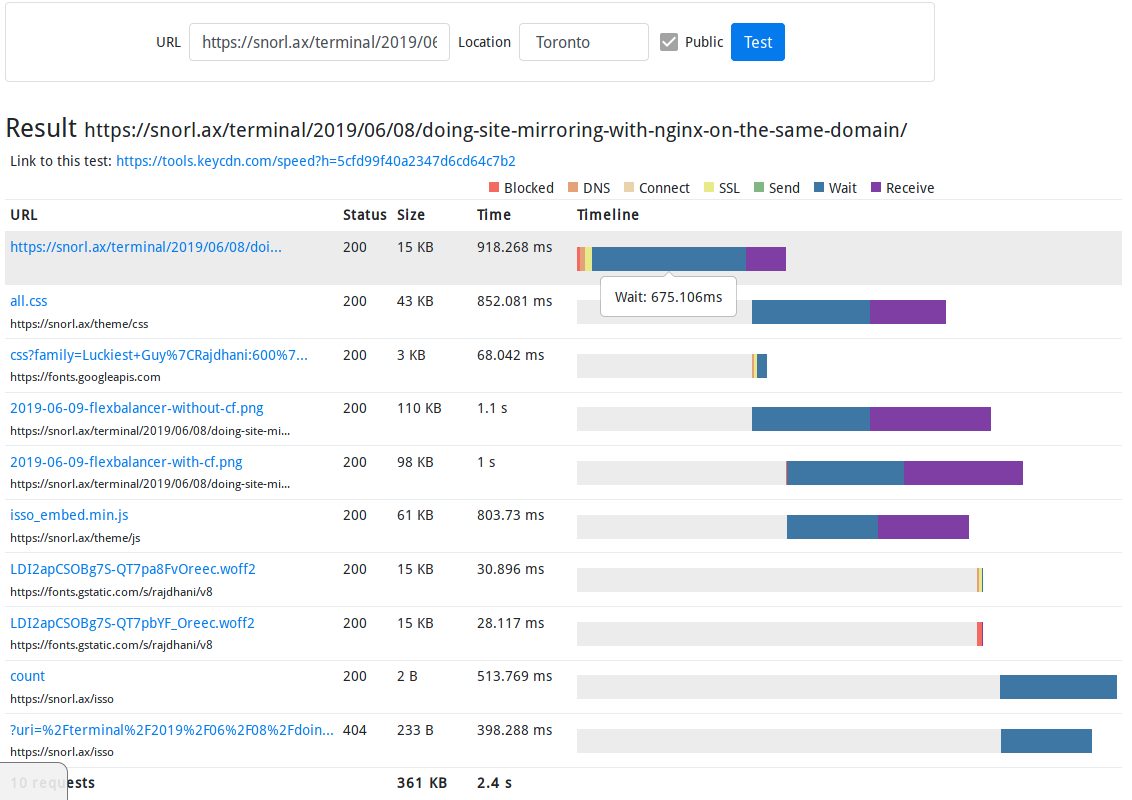 URL https://snorl.ax/terminal/2019/06 Location Toronto Public Test
Result https://snorl.ax/terminal/2019/06/08/doing-site-mirroring-with-nginx-on-the-same-domain/
Link to this test: https://tools.keycdn.com/speed?h=5cfd99f40a2347d6cd64c7b2
Blocked DNS Connect SSL Send Wait Receive
URL Status Size Time Timeline
https://snorl.ax/terminal/2019/06/08/doi... 200 15 KB 918.268 ms
Wait: 675.106ms
all.css 200 43 KB 852.081 ms
https://snorl.ax/theme/css
css?family=Luckiest+Guy%7CRajdhani:600%7... 200 3 KB 68.042 ms
https://fonts.googleapis.com
2019-06-09-flexbalancer-without-cf.png 200 110 KB 1.1 s
https://snorl.ax/terminal/2019/06/08/doing-site-mi...
2019-06-09-flexbalancer-with-cf.png 200 98 KB 1 s
https://snorl.ax/terminal/2019/06/08/doing-site-mi...
isso_embed.min.js 200 61 KB 803.73 ms
https://snorl.ax/theme/js
LDI2apCSOBg7S-QT7pa8FvOreec.woff2 200 15 KB 30.896 ms
https://fonts.gstatic.com/s/rajdhani/v8
LDI2apCSOBg7S-QT7pbYF_Oreec.woff2 200 15 KB 28.117 ms
https://fonts.gstatic.com/s/rajdhani/v8
count 200 2 B 513.769 ms
https://snorl.ax/isso
?uri=%2Fterminal%2F2019%2F06%2F08%2Fdoin... 404 233 B 398.288 ms
https://snorl.ax/isso
10 requests 361 KB 2.4 s